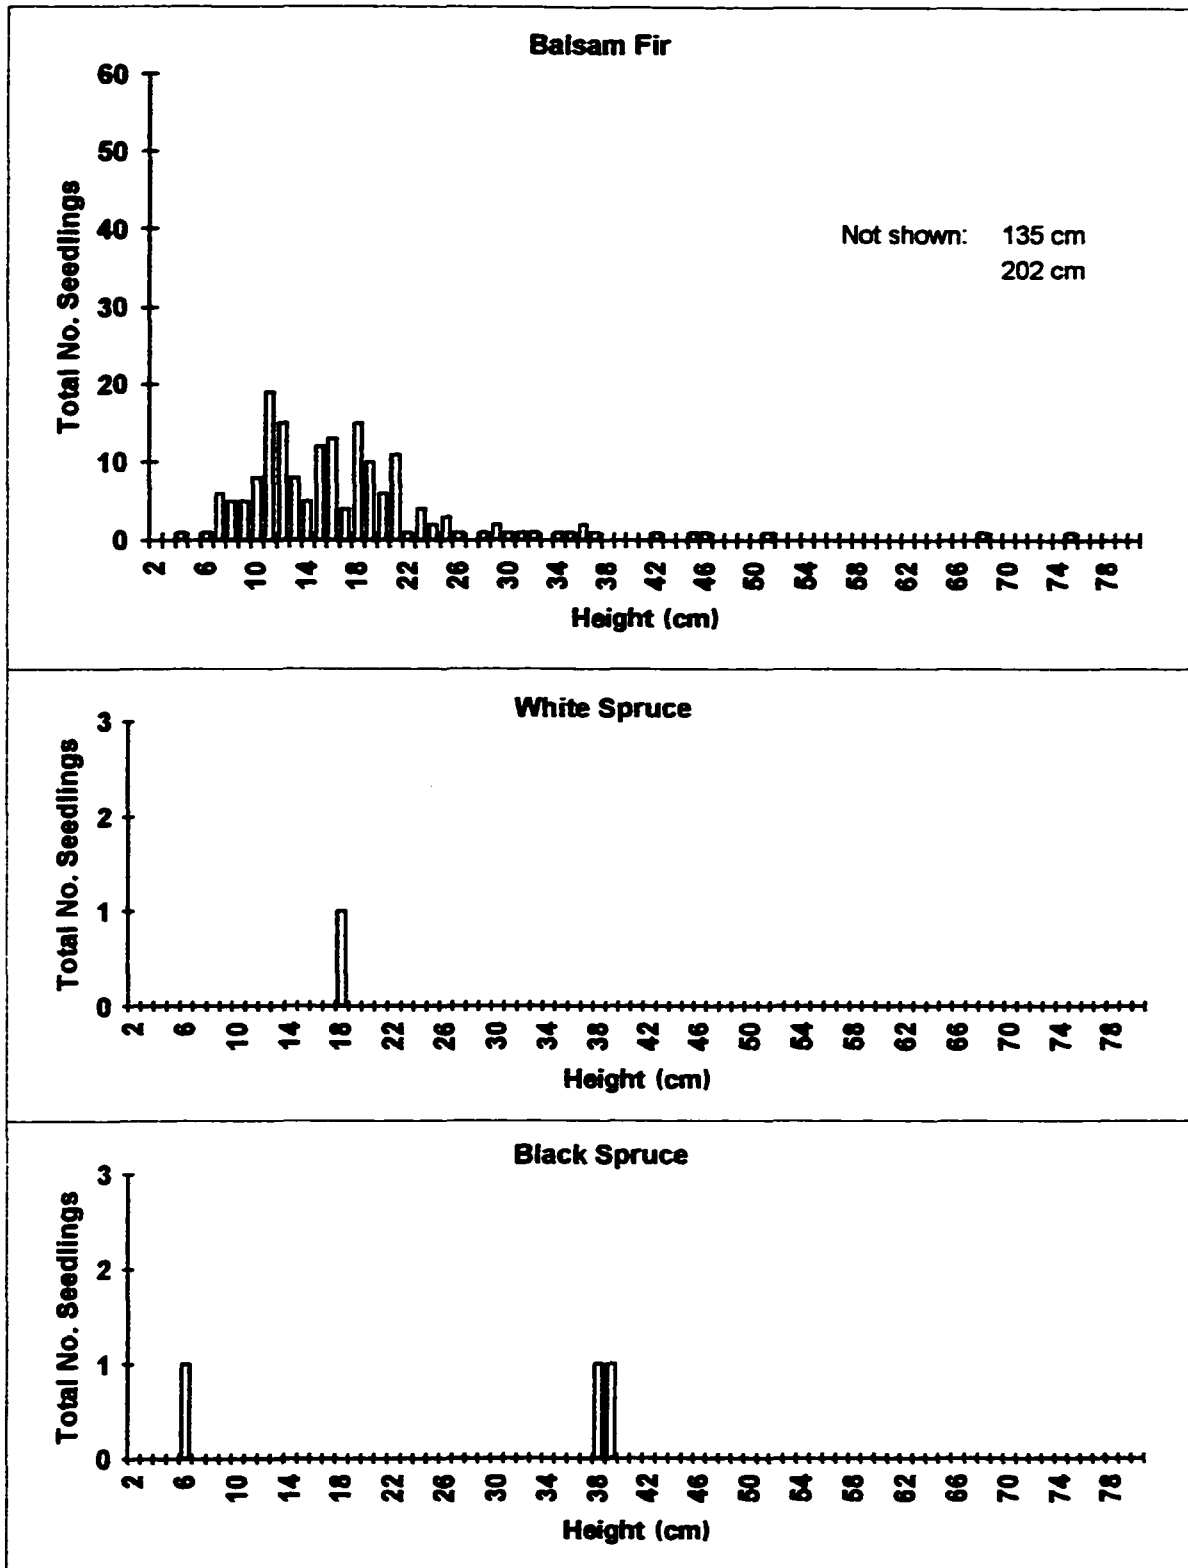 Balsam Fir
60
50
40
30
20
10
0
Total No. Seedlings
Not shown: 135 cm
202 cm
2 6 10 14 18 22 26 30 34 38 42 46 50 54 58 62 66 70 74 78
Height (cm)
White Spruce
3
2
1
0
Total No. Seedlings
2 6 10 14 18 22 26 30 34 38 42 46 50 54 58 62 66 70 74 78
Height (cm)
Black Spruce
3
2
1
0
Total No. Seedlings
2 6 10 14 18 22 26 30 34 38 42 46 50 54 58 62 66 70 74 78
Height (cm)